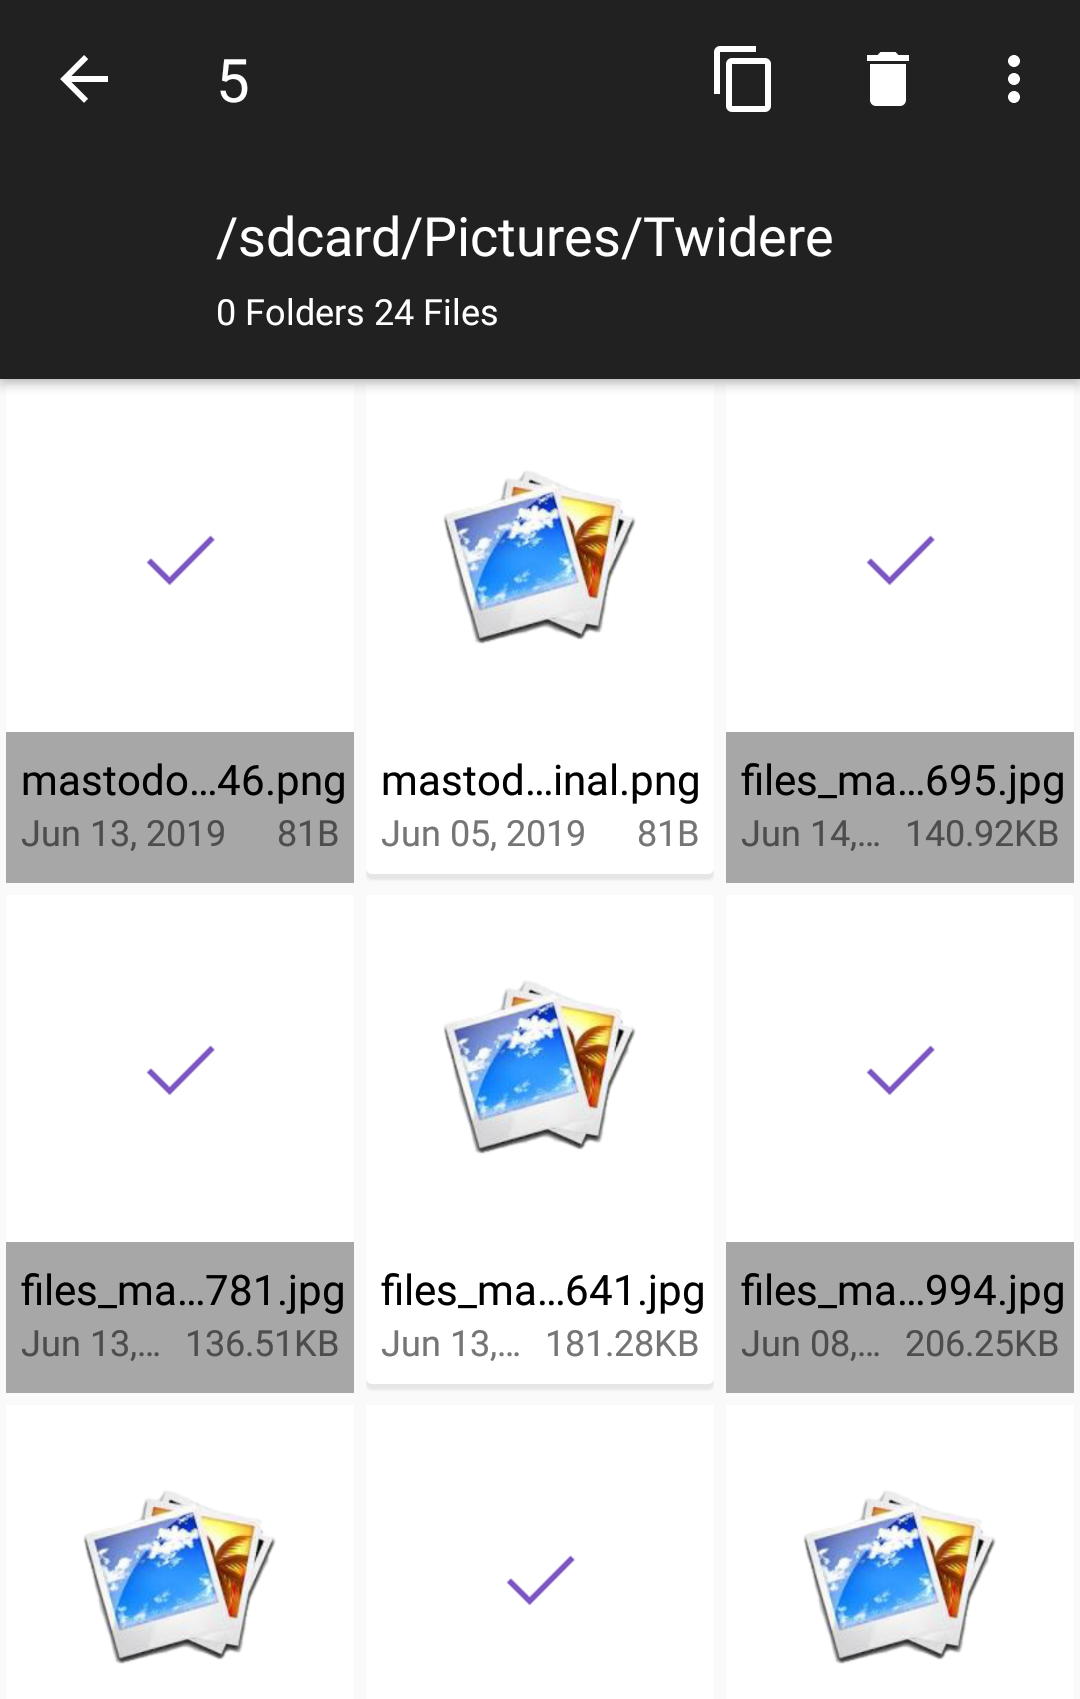 5
/sdcard/Pictures/Twidere
0 Folders 24 Files
mastodo...46.png
Jun 13, 2019 81B
mastod...inal.png
Jun 05, 2019 81B
files_ma...695.jpg
Jun 14,... 140.92KB
files_ma...781.jpg
Jun 13,... 136.51KB
files_ma...641.jpg
Jun 13,... 181.28KB
files_ma...994.jpg
Jun 08,... 206.25KB